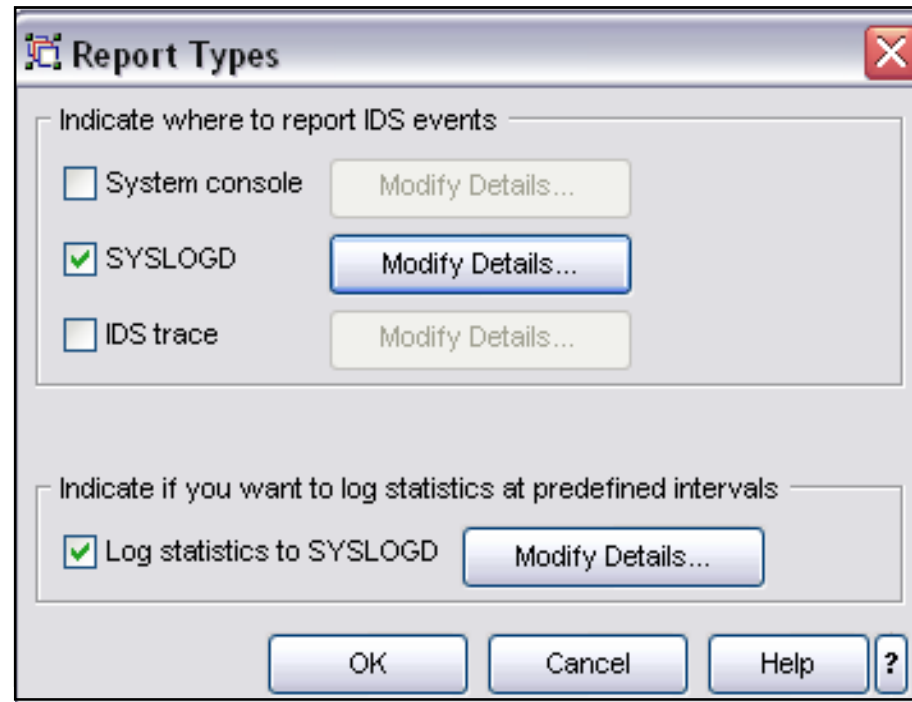 Report Types
Indicate where to report IDS events
System console Modify Details...
SYSLOGD Modify Details...
IDS trace Modify Details...
Indicate if you want to log statistics at predefined intervals
Log statistics to SYSLOGD Modify Details...
OK Cancel Help ?